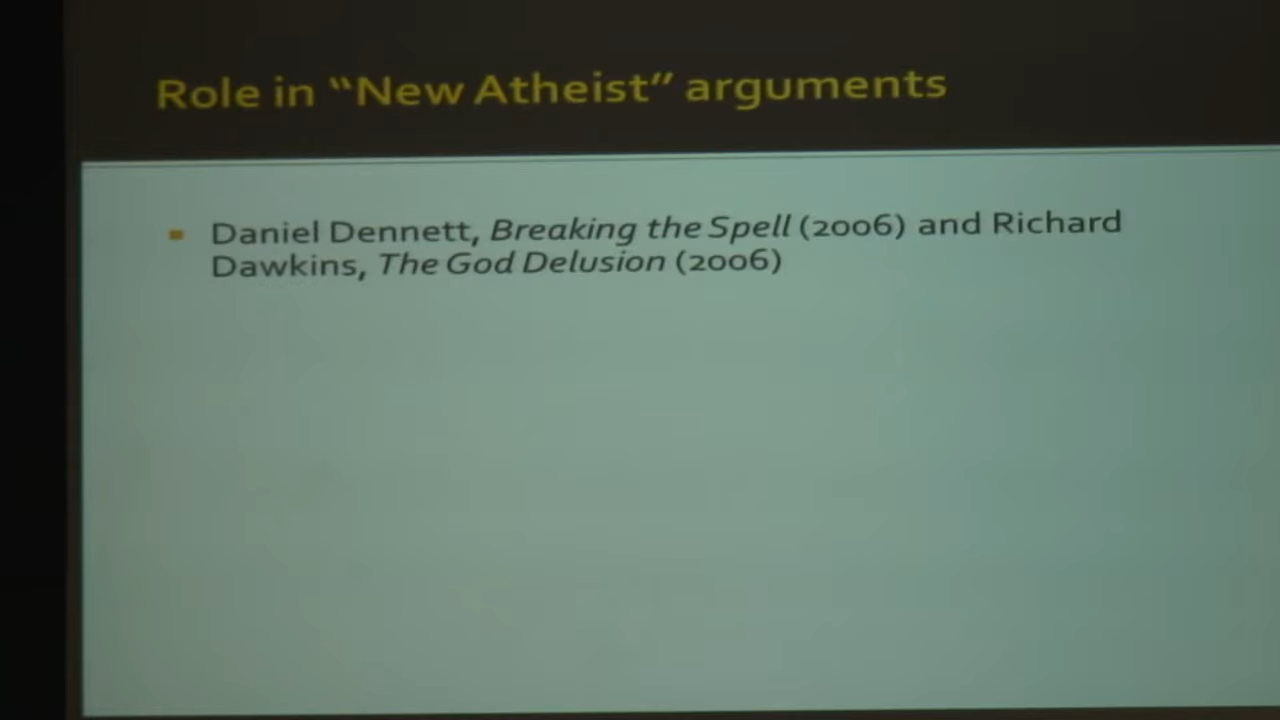 Role in “New Atheist” arguments
Daniel Dennett, Breaking the Spell (2006) and Richard
Dawkins, The God Delusion (2006)